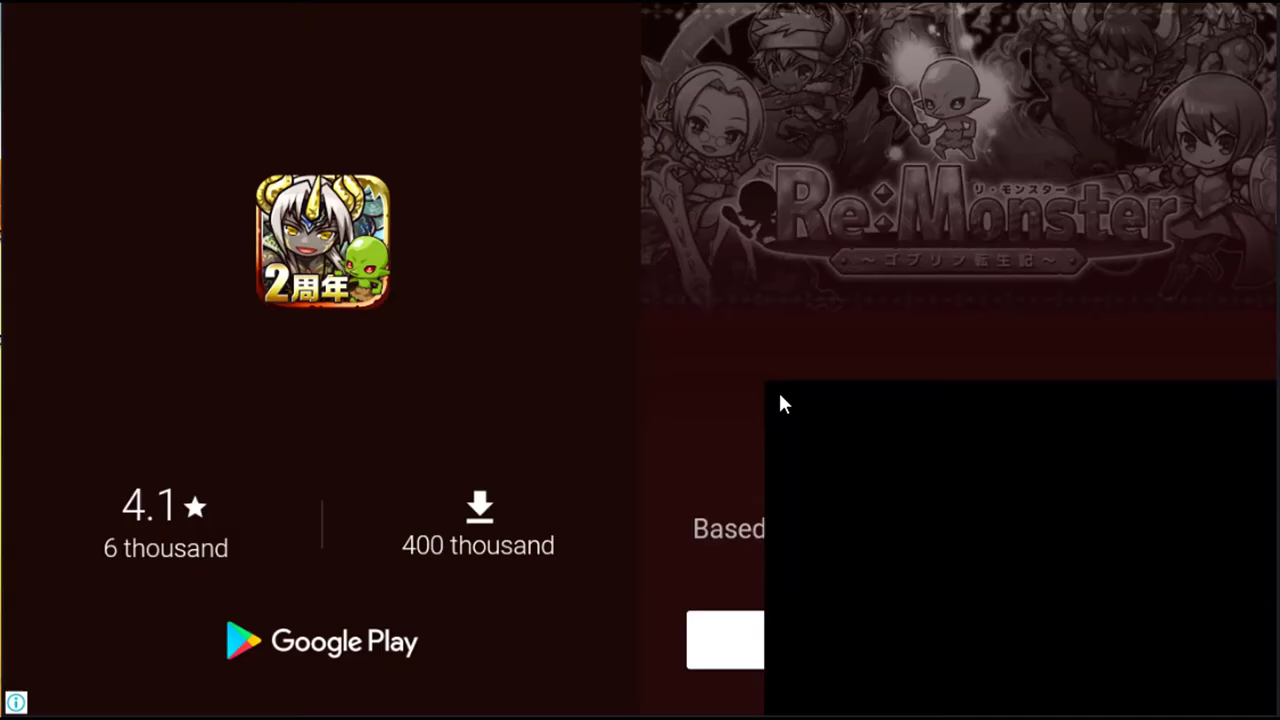 2周年
4.1★
6 thousand
400 thousand
Google Play
リ・モンスター
Re:Monster
～ゴブリン転生記～
Based